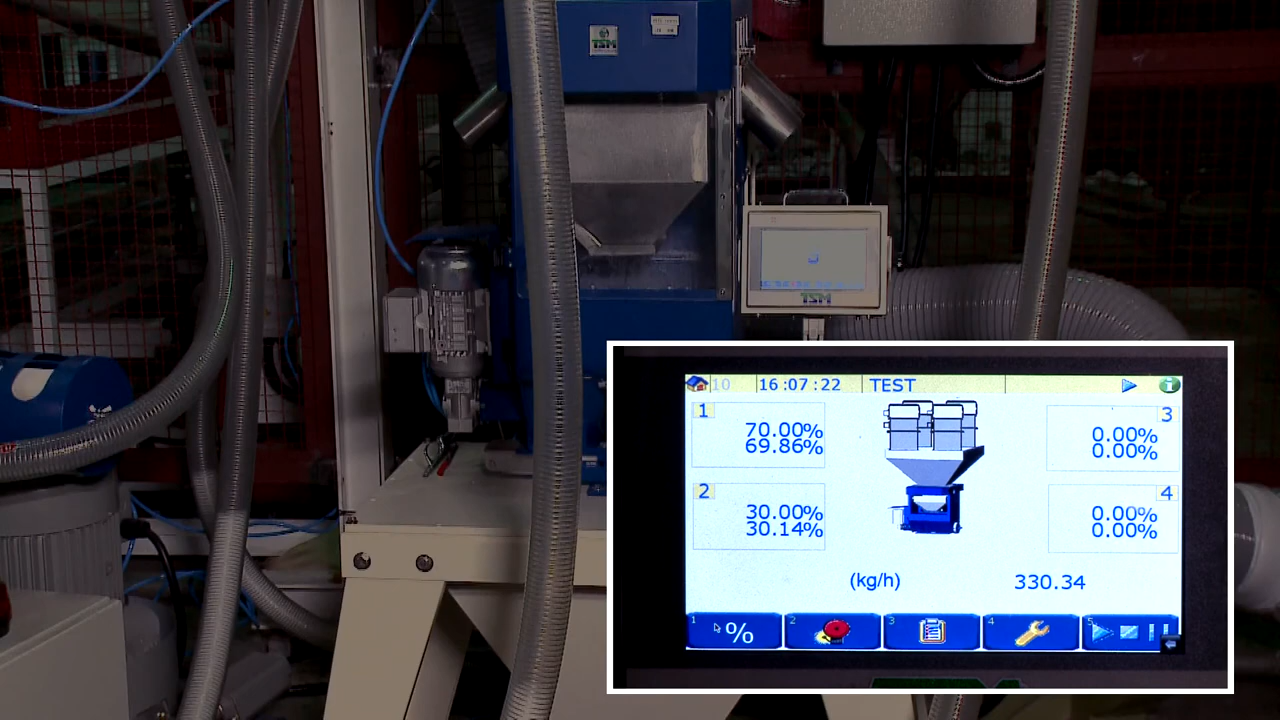 TSM
10 16:07:22 TEST
1
70.00%
69.86%
2
30.00%
30.14%
3
0.00%
0.00%
4
0.00%
0.00%
(kg/h) 330.34
1 % 2 3 4 5
TSM